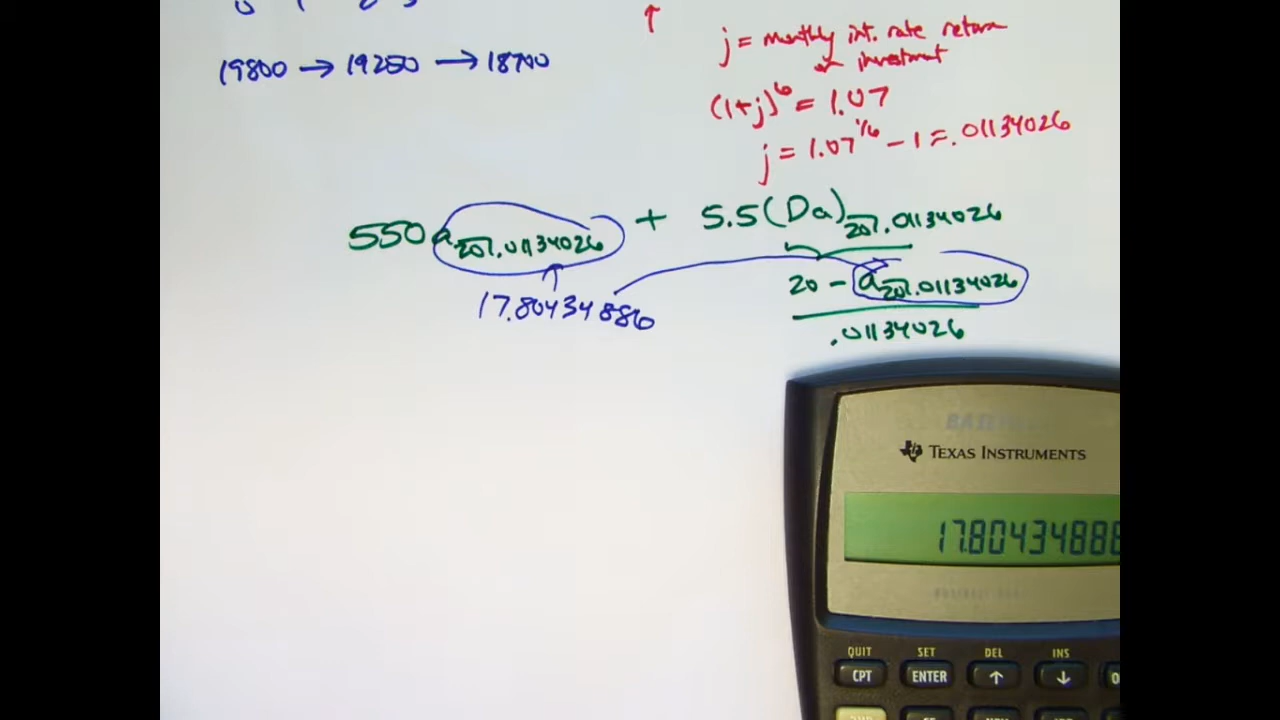 19800 → 19250 → 18700
↑
j = monthly int. rate return
on investment
(1+j)^6 = 1.07
j = 1.07^1/6 - 1 = .01134026
550 a20|.01134026 + 5.5(Da)20|.01134026
17.80434886
20 - a20|.01134026
.01134026
TEXAS INSTRUMENTS
17.80434888
QUIT SET DEL INS
CPT ENTER ↑ ↓